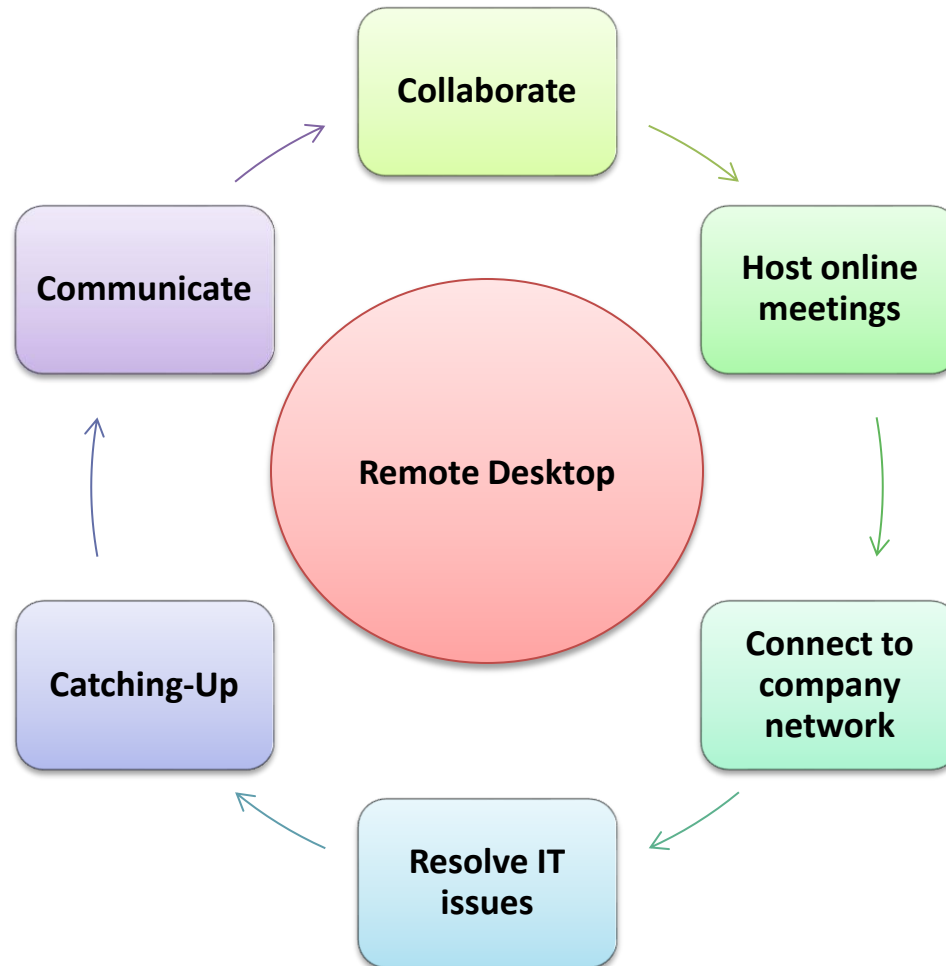 Collaborate
Host online
meetings
Connect to
company
network
Resolve IT
issues
Catching-Up
Communicate
Remote Desktop